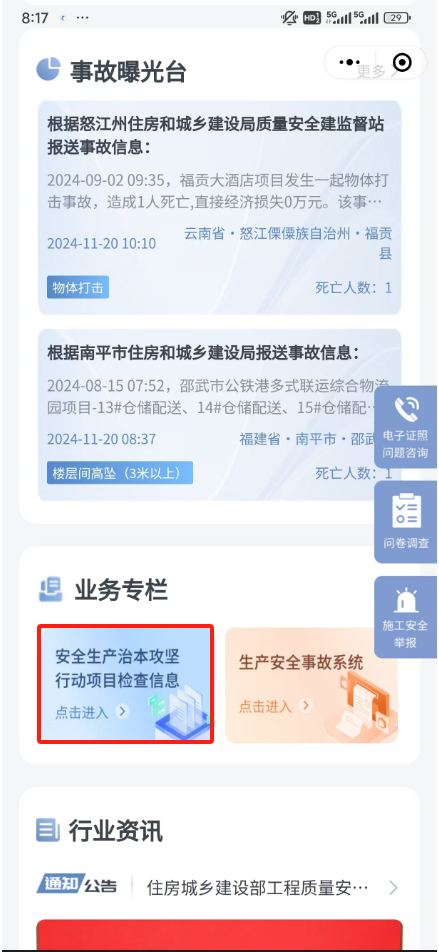 8:17
HD
5G
5G
29
事故曝光台
更多
根据怒江州住房和城乡建设局质量安全建监督站
报送事故信息：
2024-09-02 09:35，福贡大酒店项目发生一起物体打
击事故，造成1人死亡,直接经济损失0万元。该事…
2024-11-20 10:10
云南省·怒江傈僳族自治州·福贡
县
物体打击
死亡人数：1
根据南平市住房和城乡建设局报送事故信息：
2024-08-15 07:52，邵武市公铁港多式联运综合物流
园项目-13#仓储配送、14#仓储配送、15#仓储配…
2024-11-20 08:37
福建省·南平市·邵武
楼层间高坠（3米以上）
死亡人数：1
电子证照
问题咨询
问卷调查
施工安全
举报
业务专栏
安全生产治本攻坚
行动项目检查信息
点击进入
生产安全事故系统
点击进入
行业资讯
通知公告
住房城乡建设部工程质量安…